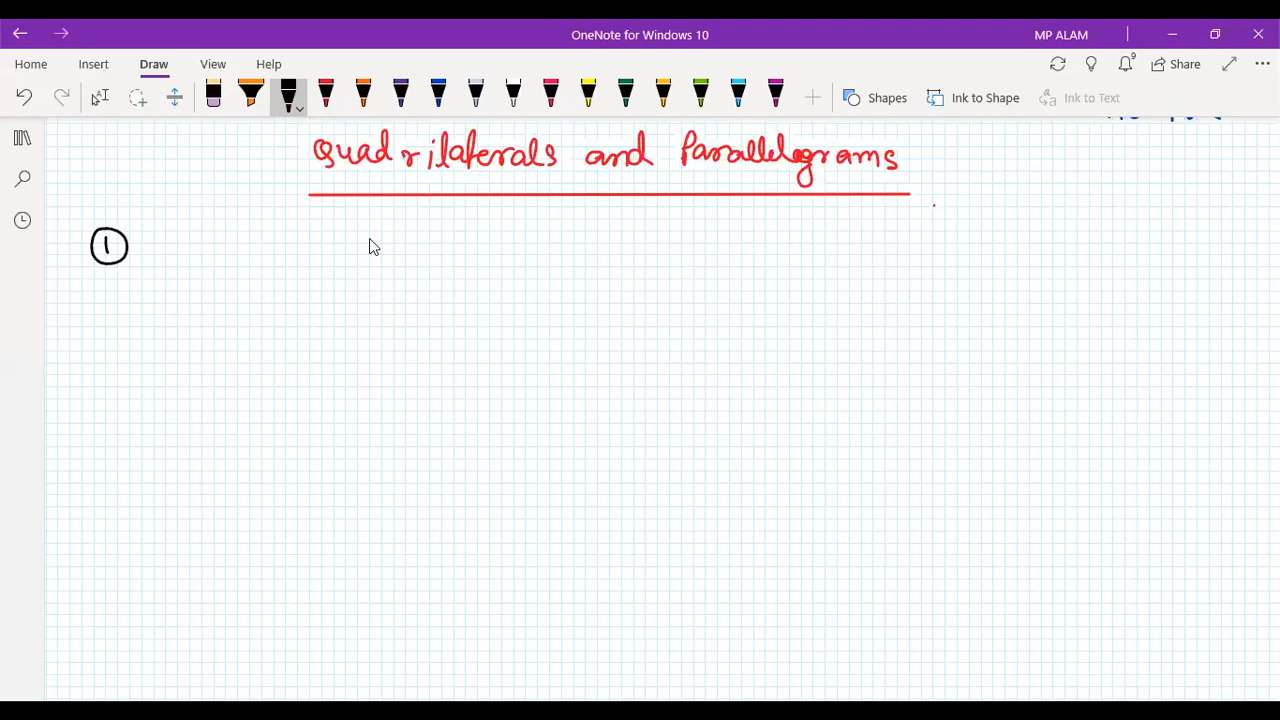 OneNote for Windows 10
MP ALAM
Home Insert Draw View Help
Share
Shapes
Ink to Shape
Ink to Text
Quadrilaterals and Parallelograms
1